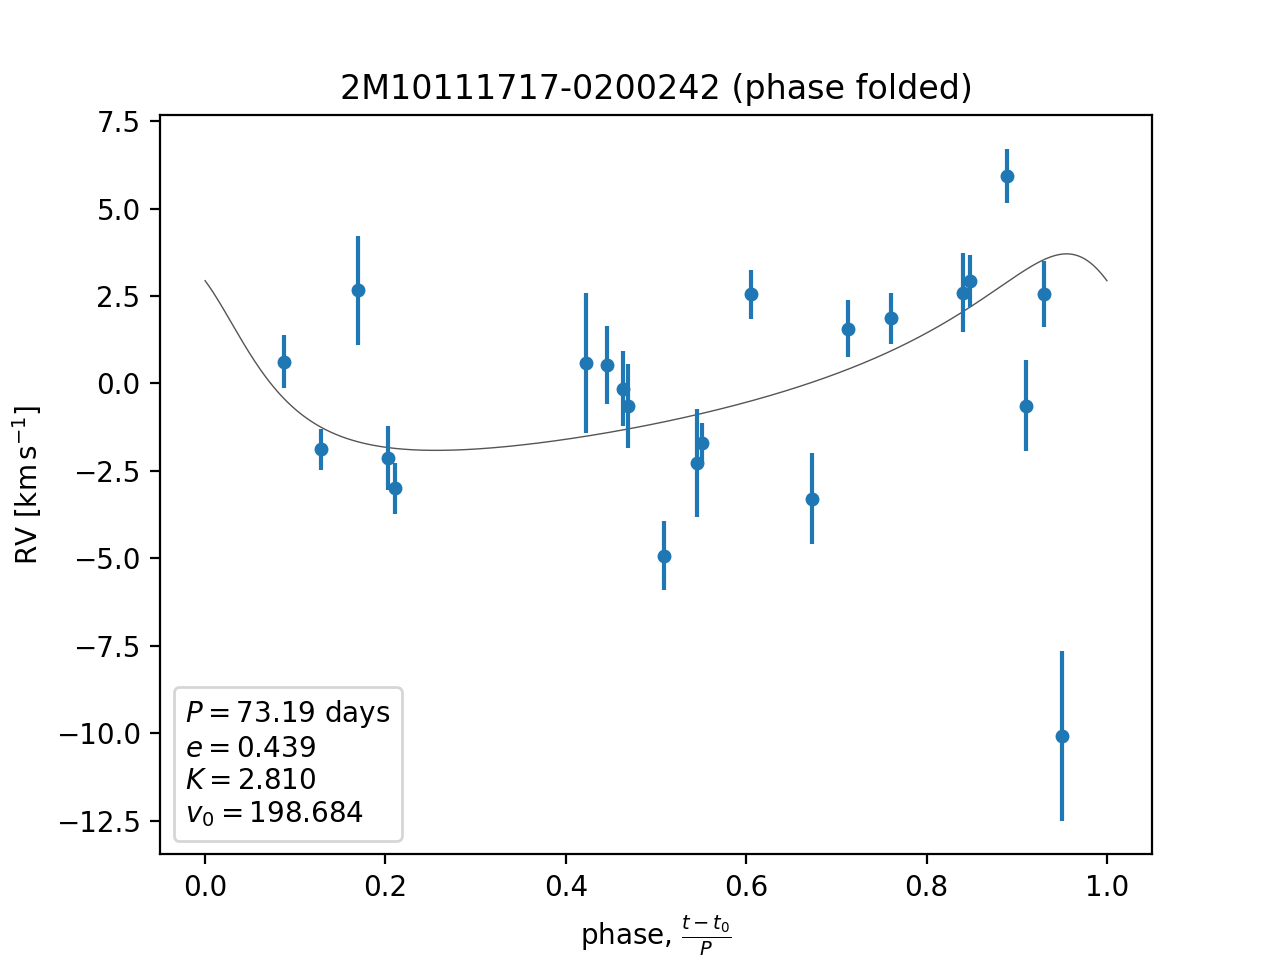 2M10111717-0200242 (phase folded)
7.5
5.0
2.5
0.0
−2.5
−5.0
−7.5
−10.0
−12.5
RV [km s⁻¹]
P = 73.19 days
e = 0.439
K = 2.810
v₀ = 198.684
0.0 0.2 0.4 0.6 0.8 1.0
phase, (t − t₀)/P